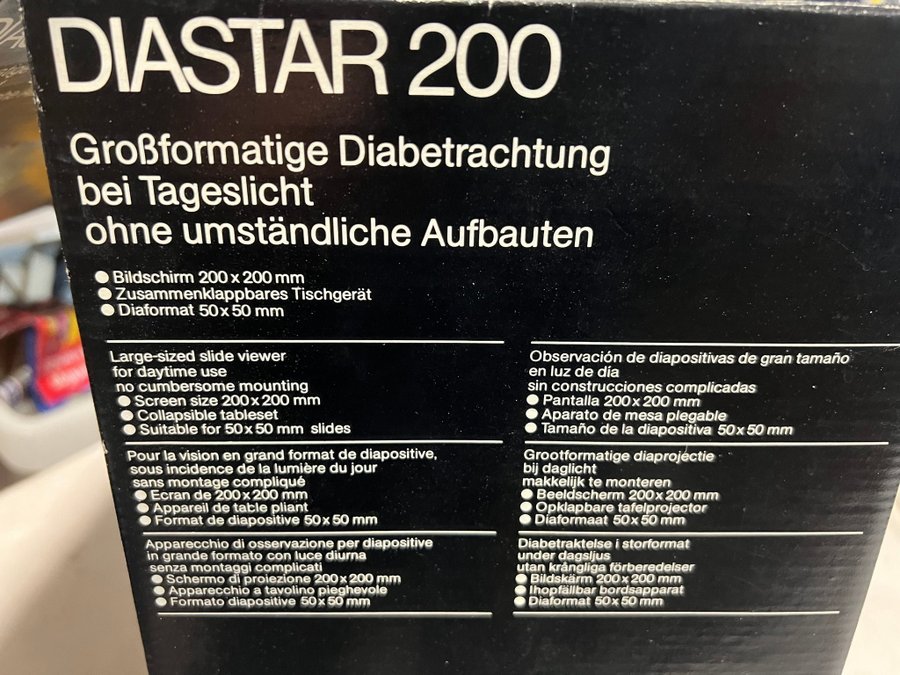 DIASTAR 200
Großformatige Diabetrachtung
bei Tageslicht
ohne umständliche Aufbauten
● Bildschirm 200 x 200 mm
● Zusammenklappbares Tischgerät
● Diaformat 50 x 50 mm
Large-sized slide viewer
for daytime use
no cumbersome mounting
● Screen size 200 x 200 mm
● Collapsible tableset
● Suitable for 50 x 50 mm slides
Observación de diapositivas de gran tamaño
en luz de día
sin construcciones complicadas
● Pantalla 200 x 200 mm
● Aparato de mesa plegable
● Tamaño de la diapositiva 50 x 50 mm
Pour la vision en grand format de diapositive,
sous incidence de la lumière du jour
sans montage compliqué
● Ecran de 200 x 200 mm
● Appareil de table pliant
● Format de diapositive 50 x 50 mm
Grootformatige diaprojéctie
bij daglicht
makkelijk te monteren
● Beeldscherm 200 x 200 mm
● Opklapbare tafelprojector
● Diaformaat 50 x 50 mm
Apparecchio di osservazione per diapositive
in grande formato con luce diurna
senza montaggi complicati
● Schermo di proiezione 200 x 200 mm
● Apparecchio a tavolino pieghevole
● Formato diapositive 50 x 50 mm
Diabetraktelse i storformat
under dagsljus
utan krångliga förberedelser
● Bildskärm 200 x 200 mm
● Ihopfällbar bordsapparat
● Diaformat 50 x 50 mm